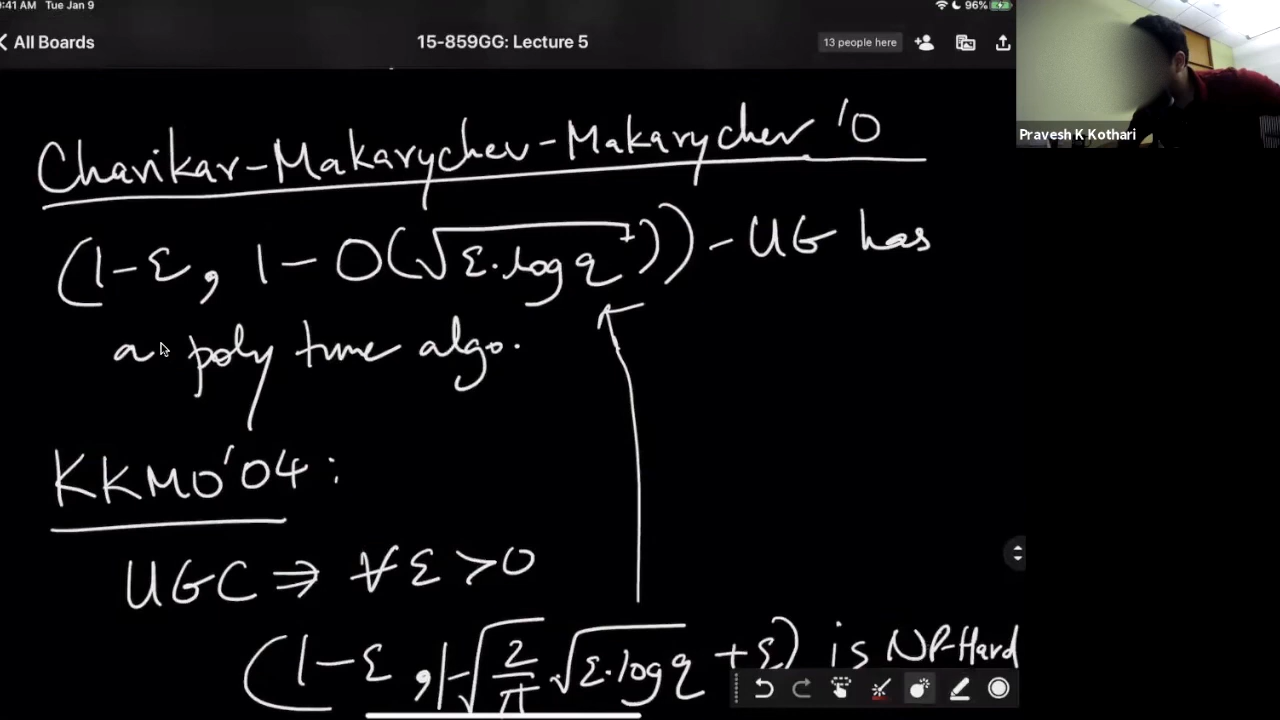 :41 AM Tue Jan 9
96%
All Boards
15-859GG: Lecture 5
13 people here
Pravesh K Kothari
Charikar-Makarychev-Makarychev '0
(1-ε, 1-O(√ε·log q)) - UG has
a poly time algo.
KKMO'04:
UGC ⇒ ∀ε>0
(1-ε, 1-√2/π √ε·log q +ε) is NP-Hard